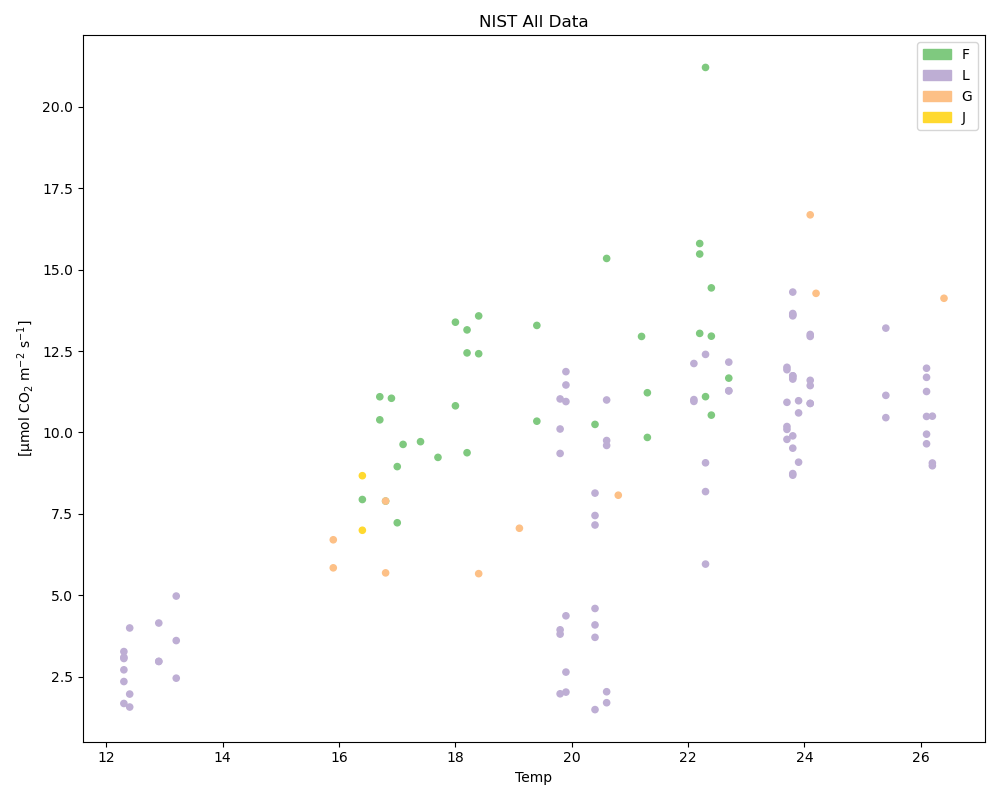 NIST All Data
F
L
G
J
20.0
17.5
15.0
12.5
10.0
7.5
5.0
2.5
[μmol CO₂ m⁻² s⁻¹]
12 14 16 18 20 22 24 26
Temp